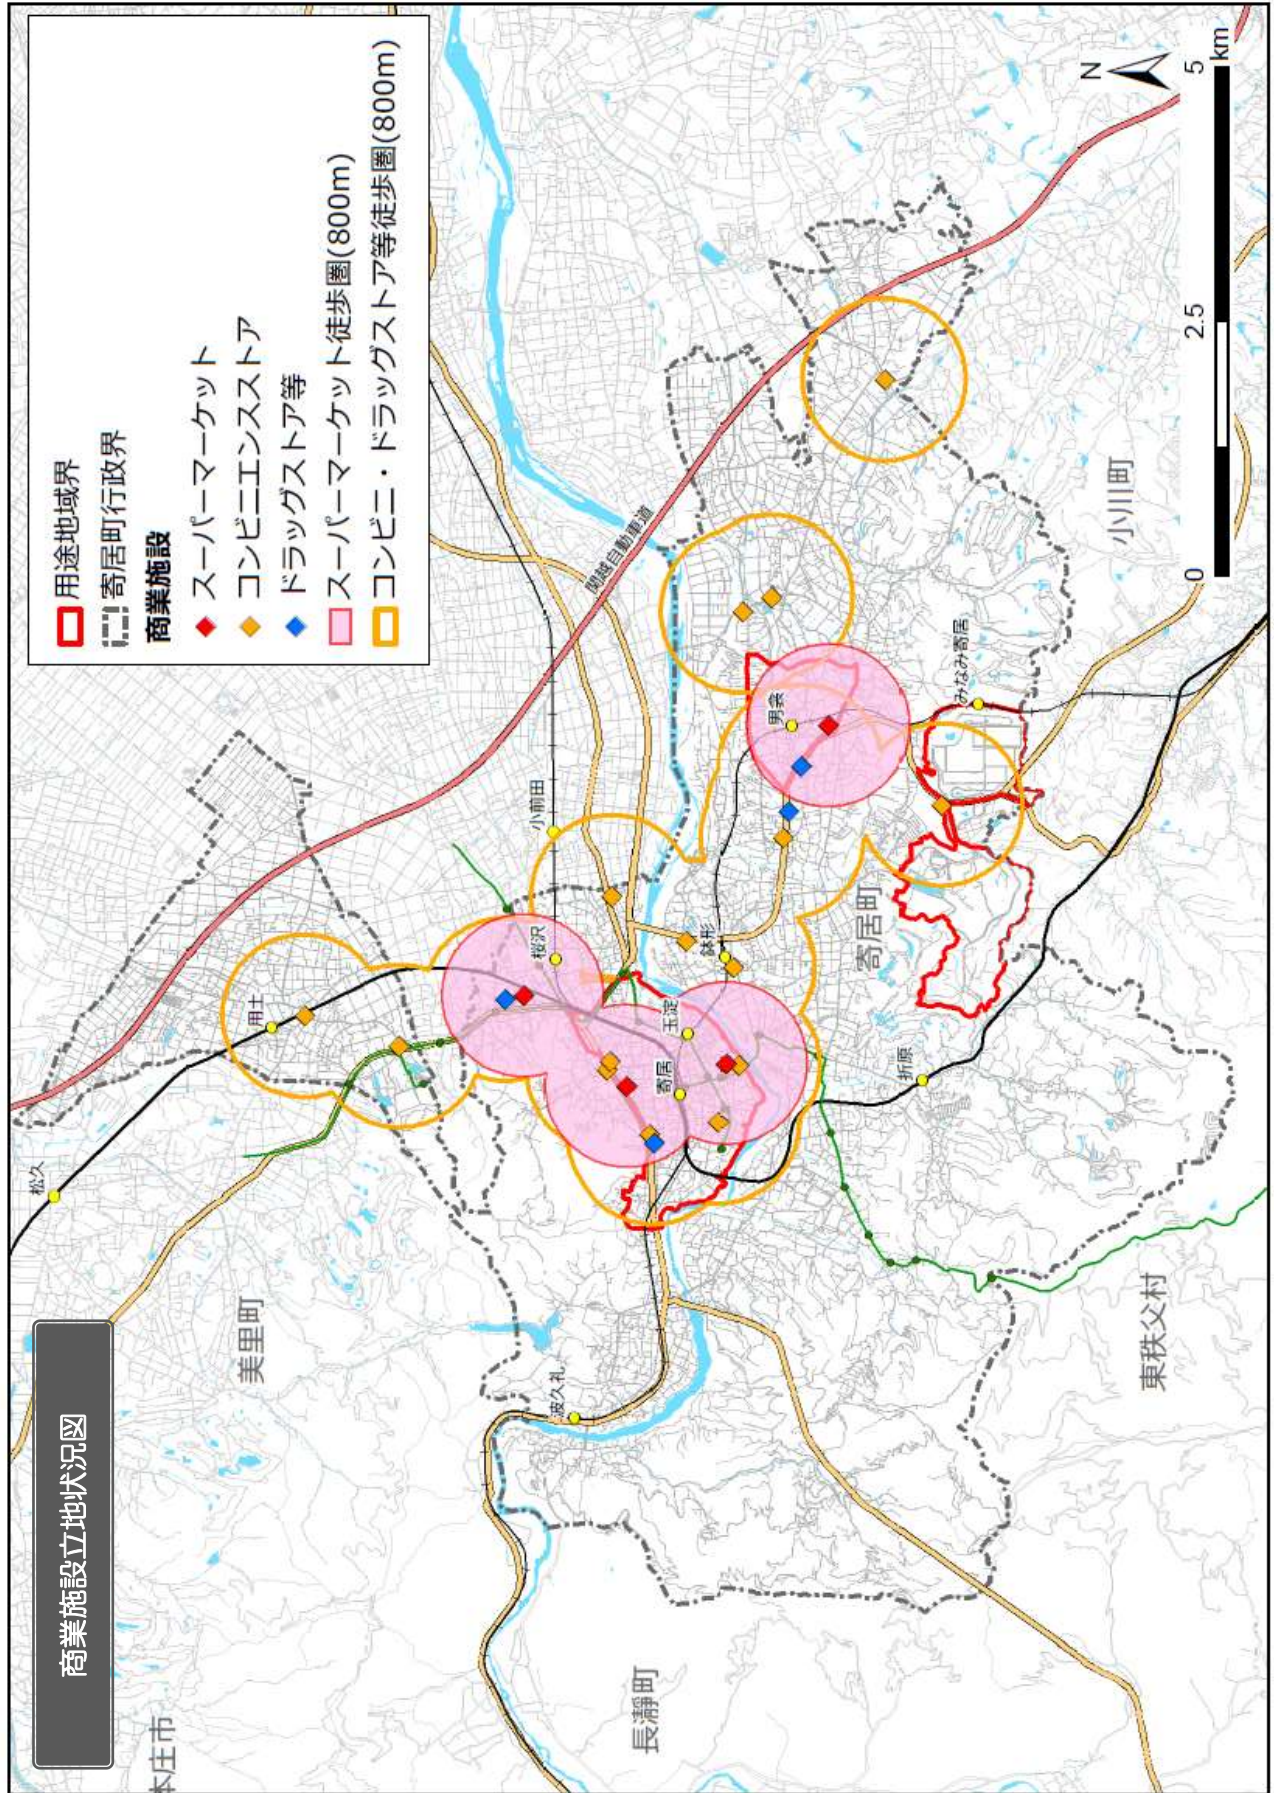 商業施設立地状況図
用途地域界
寄居町行政界
商業施設
スーパーマーケット
コンビニエンスストア
ドラッグストア等
スーパーマーケット徒歩圏(800m)
コンビニ・ドラッグストア等徒歩圏(800m)
本庄市
美里町
松久
用土
関越自動車道
小前田
桜沢
波久礼
寄居
玉淀
鉢形
男衾
長瀞町
寄居町
折原
みなみ寄居
東秩父村
小川町
N
0
2.5
5
km